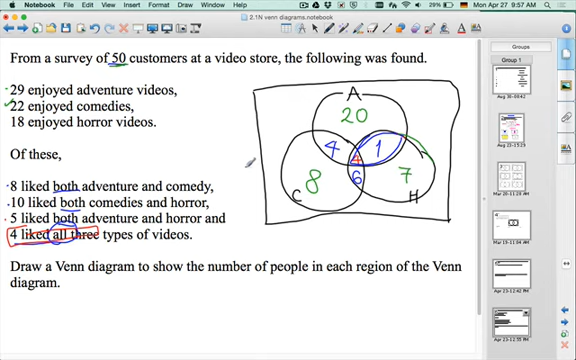 Notebook File Edit View Insert Format Draw Window Help 29% Mon Apr 27 9:57 AM
2.1N venn diagrams.notebook
From a survey of 50 customers at a video store, the following was found.
29 enjoyed adventure videos,
22 enjoyed comedies,
18 enjoyed horror videos.
Of these,
8 liked both adventure and comedy,
10 liked both comedies and horror,
5 liked both adventure and horror and
4 liked all three types of videos.
Draw a Venn diagram to show the number of people in each region of the Venn
diagram.
A
20
4
1
4
8
6
7
C
H
Groups
Group 1